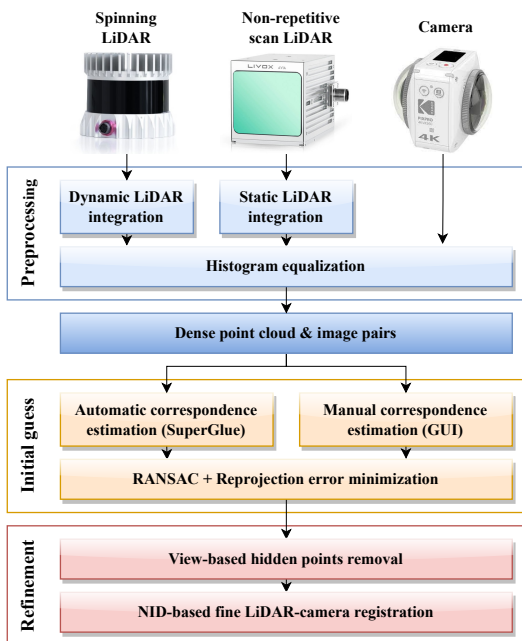 Spinning
LiDAR
Non-repetitive
scan LiDAR
Camera
LIVOX
KODAK
4K
Preprocessing
Dynamic LiDAR
integration
Static LiDAR
integration
Histogram equalization
Dense point cloud & image pairs
Initial guess
Automatic correspondence
estimation (SuperGlue)
Manual correspondence
estimation (GUI)
RANSAC + Reprojection error minimization
Refinement
View-based hidden points removal
NID-based fine LiDAR-camera registration